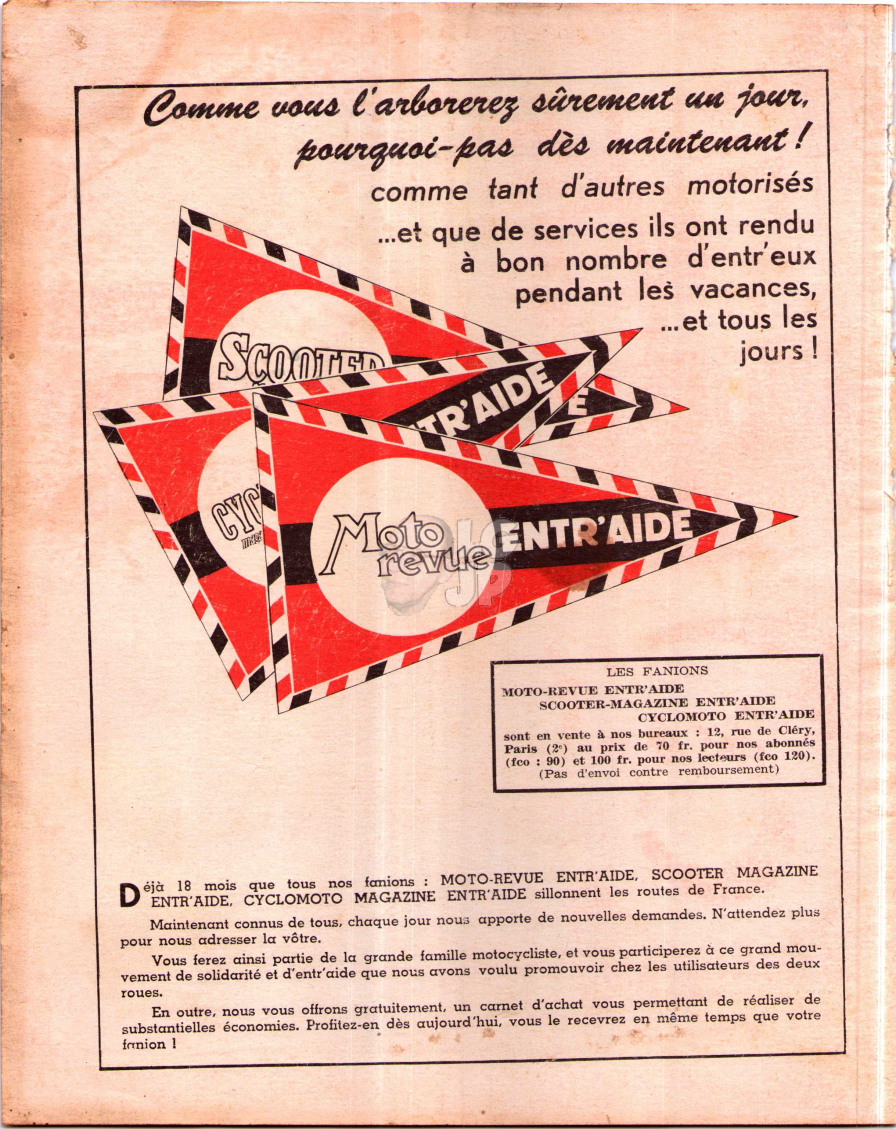 Comme vous l'arborerez sûrement un jour,
pourquoi-pas dès maintenant !
comme tant d'autres motorisés
...et que de services ils ont rendu
à bon nombre d'entr'eux
pendant les vacances,
...et tous les
jours !
SCOOTER
TR'AIDE
E
CYC
Moto
revue
ENTR'AIDE
JSP
LES FANIONS
MOTO-REVUE ENTR'AIDE
SCOOTER-MAGAZINE ENTR'AIDE
CYCLOMOTO ENTR'AIDE
sont en vente à nos bureaux : 12, rue de Cléry,
Paris (2e) au prix de 70 fr. pour nos abonnés
(fco : 90) et 100 fr. pour nos lecteurs (fco 120).
(Pas d'envoi contre remboursement)
Déjà 18 mois que tous nos fanions : MOTO-REVUE ENTR'AIDE, SCOOTER MAGAZINE
ENTR'AIDE, CYCLOMOTO MAGAZINE ENTR'AIDE sillonnent les routes de France.
Maintenant connus de tous, chaque jour nous apporte de nouvelles demandes. N'attendez plus
pour nous adresser la vôtre.
Vous ferez ainsi partie de la grande famille motocycliste, et vous participerez à ce grand mou-
vement de solidarité et d'entr'aide que nous avons voulu promouvoir chez les utilisateurs des deux
roues.
En outre, nous vous offrons gratuitement, un carnet d'achat vous permettant de réaliser de
substantielles économies. Profitez-en dès aujourd'hui, vous le recevrez en même temps que votre
fanion !